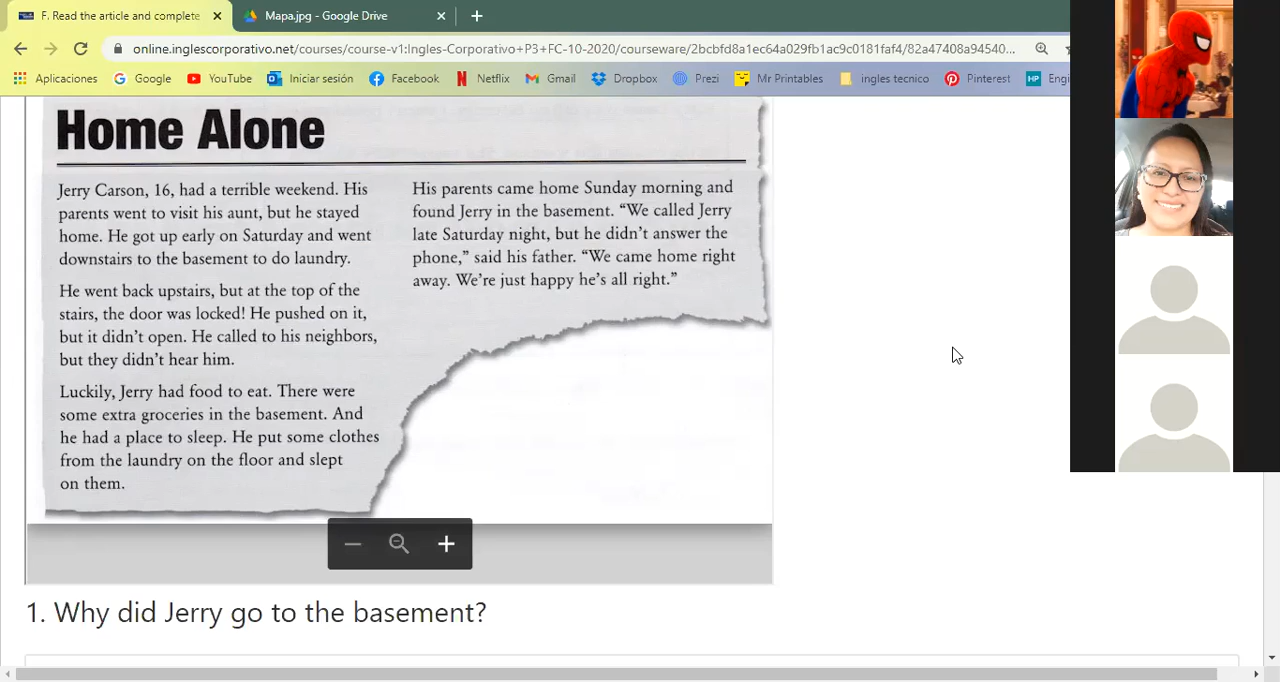 F. Read the article and complete
Mapa.jpg - Google Drive
online.inglescorporativo.net/courses/course-v1:Ingles-Corporativo+P3+FC-10-2020/courseware/2bcbfd8a1ec64a029fb1ac9c0181faf4/82a47408a94540...
Aplicaciones Google YouTube Iniciar sesión Facebook Netflix Gmail Dropbox Prezi Mr Printables ingles tecnico Pinterest HP Engi
Home Alone
Jerry Carson, 16, had a terrible weekend. His
parents went to visit his aunt, but he stayed
home. He got up early on Saturday and went
downstairs to the basement to do laundry.
He went back upstairs, but at the top of the
stairs, the door was locked! He pushed on it,
but it didn't open. He called to his neighbors,
but they didn't hear him.
Luckily, Jerry had food to eat. There were
some extra groceries in the basement. And
he had a place to sleep. He put some clothes
from the laundry on the floor and slept
on them.
His parents came home Sunday morning and
found Jerry in the basement. “We called Jerry
late Saturday night, but he didn't answer the
phone,” said his father. “We came home right
away. We're just happy he's all right.”
1. Why did Jerry go to the basement?